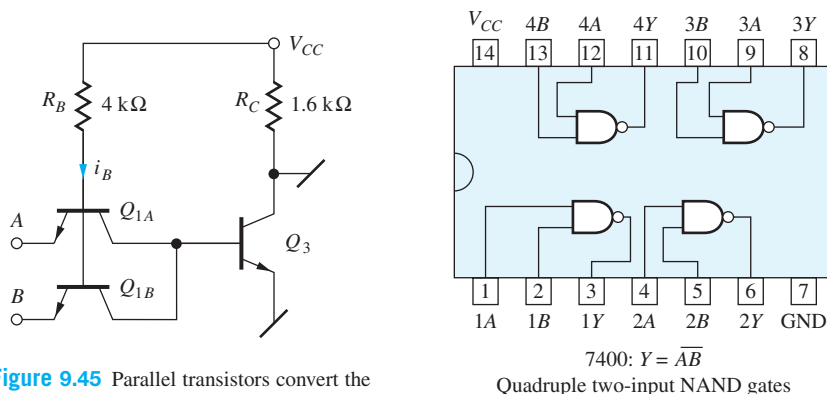 V_CC
R_B
4 kΩ
R_C
1.6 kΩ
i_B
A
Q_1A
Q_3
B
Q_1B
igure 9.45 Parallel transistors convert the
V_CC 4B 4A 4Y 3B 3A 3Y
14 13 12 11 10 9 8
1 2 3 4 5 6 7
1A 1B 1Y 2A 2B 2Y GND
7400: Y = \overline{AB}
Quadruple two-input NAND gates